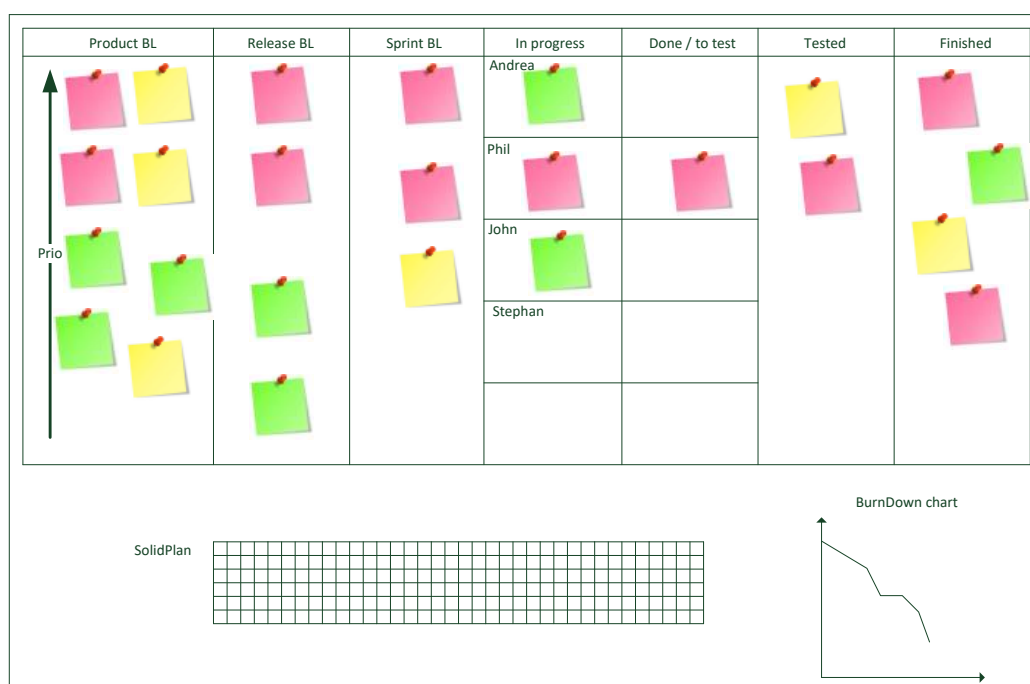 Product BL
Release BL
Sprint BL
In progress
Done / to test
Tested
Finished
Andrea
Phil
John
Prio
Stephan
BurnDown chart
SolidPlan